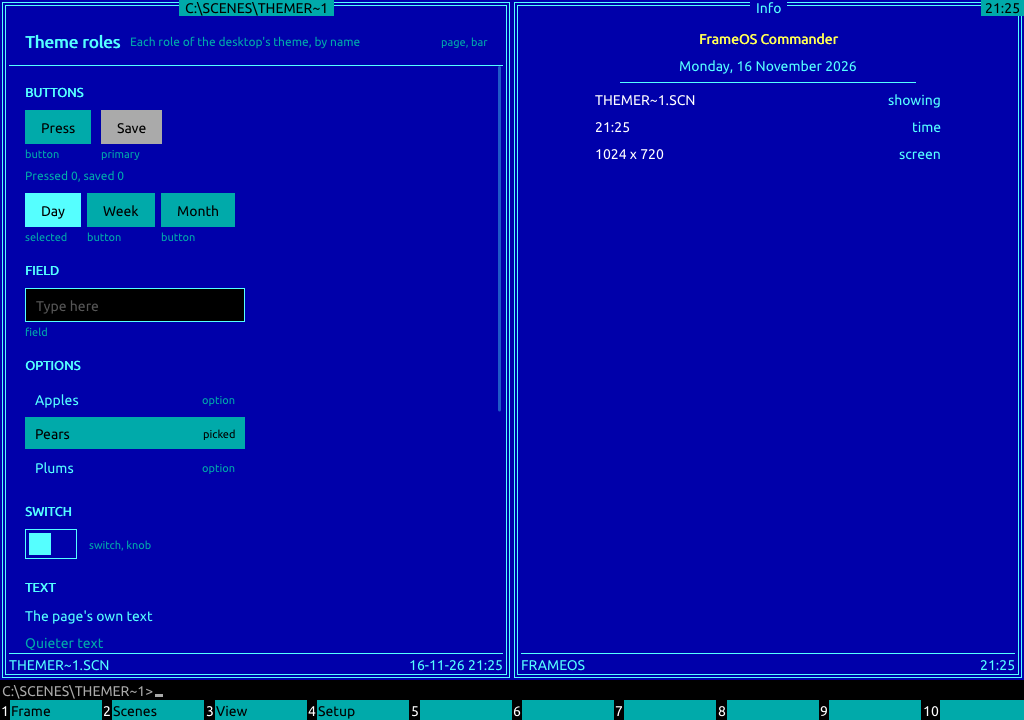 C:\SCENES\THEMER~1
Theme roles Each role of the desktop's theme, by name page, bar
BUTTONS
Press Save
button primary
Pressed 0, saved 0
Day Week Month
selected button button
FIELD
Type here
field
OPTIONS
Apples option
Pears picked
Plums option
SWITCH
switch, knob
TEXT
The page's own text
Quieter text
THEMER~1.SCN 16-11-26 21:25
Info 21:25
FrameOS Commander
Monday, 16 November 2026
THEMER~1.SCN showing
21:25 time
1024 x 720 screen
FRAMEOS 21:25
C:\SCENES\THEMER~1>
1Frame 2Scenes 3View 4Setup 5 6 7 8 9 10